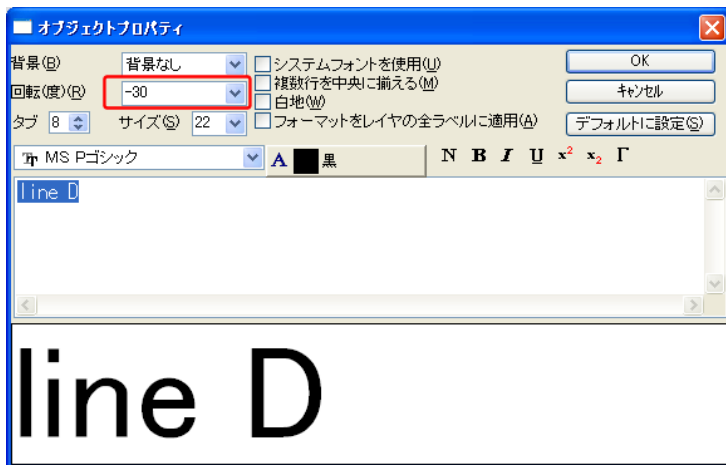 オブジェクトプロパティ
背景(B) 背景なし システムフォントを使用(U) OK
回転(度)(R) -30 複数行を中央に揃える(M) キャンセル
白地(W)
タブ 8 サイズ(S) 22 フォーマットをレイヤの全ラベルに適用(A) デフォルトに設定(S)
MS Pゴシック A 黒 N B I U x² x₂ Γ
line D
line D